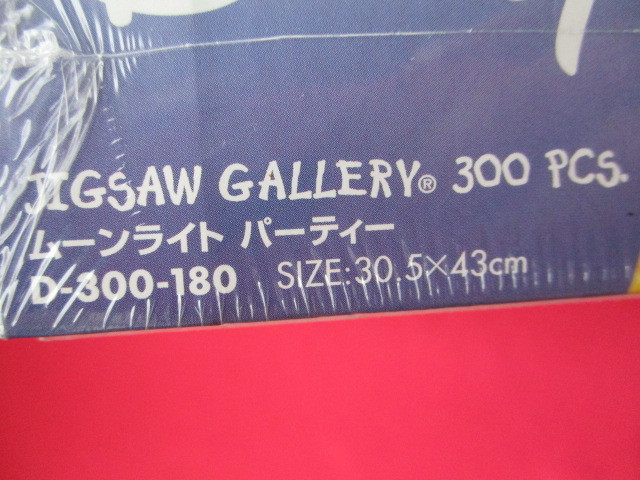 JIGSAW GALLERY® 300 PCS.
ムーンライト パーティー
D-300-180 SIZE:30.5×43cm